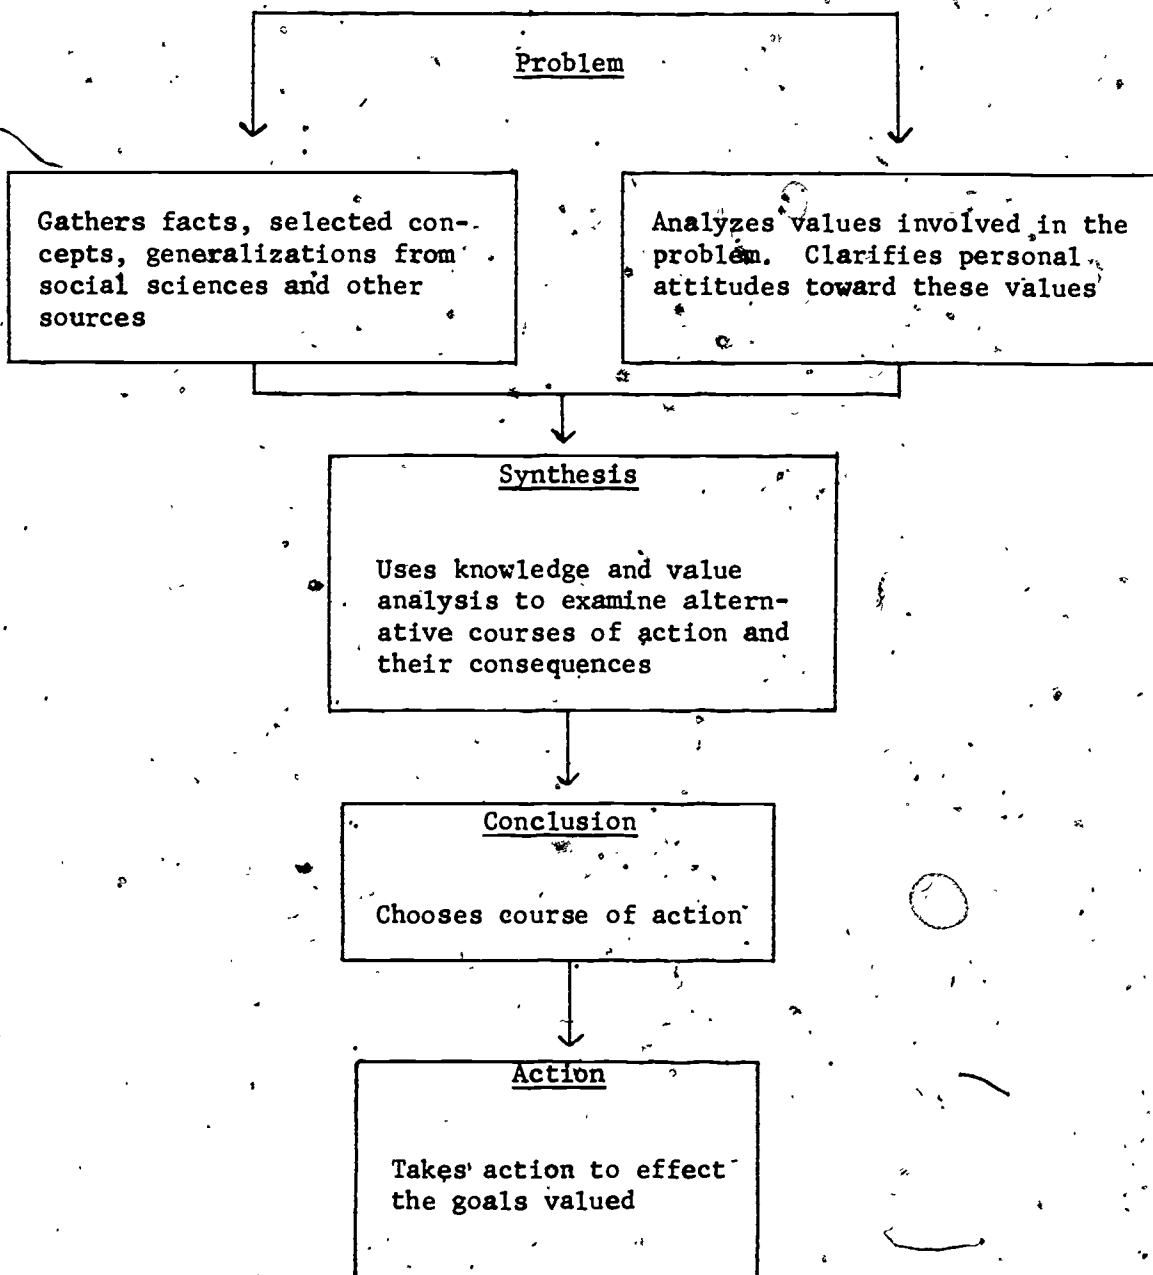 Problem
Gathers facts, selected con-
cepts, generalizations from
social sciences and other
sources
Analyzes values involved in the
problem. Clarifies personal
attitudes toward these values
Synthesis
Uses knowledge and value
analysis to examine altern-
ative courses of action and
their consequences
Conclusion
Chooses course of action
Action
Takes action to effect
the goals valued